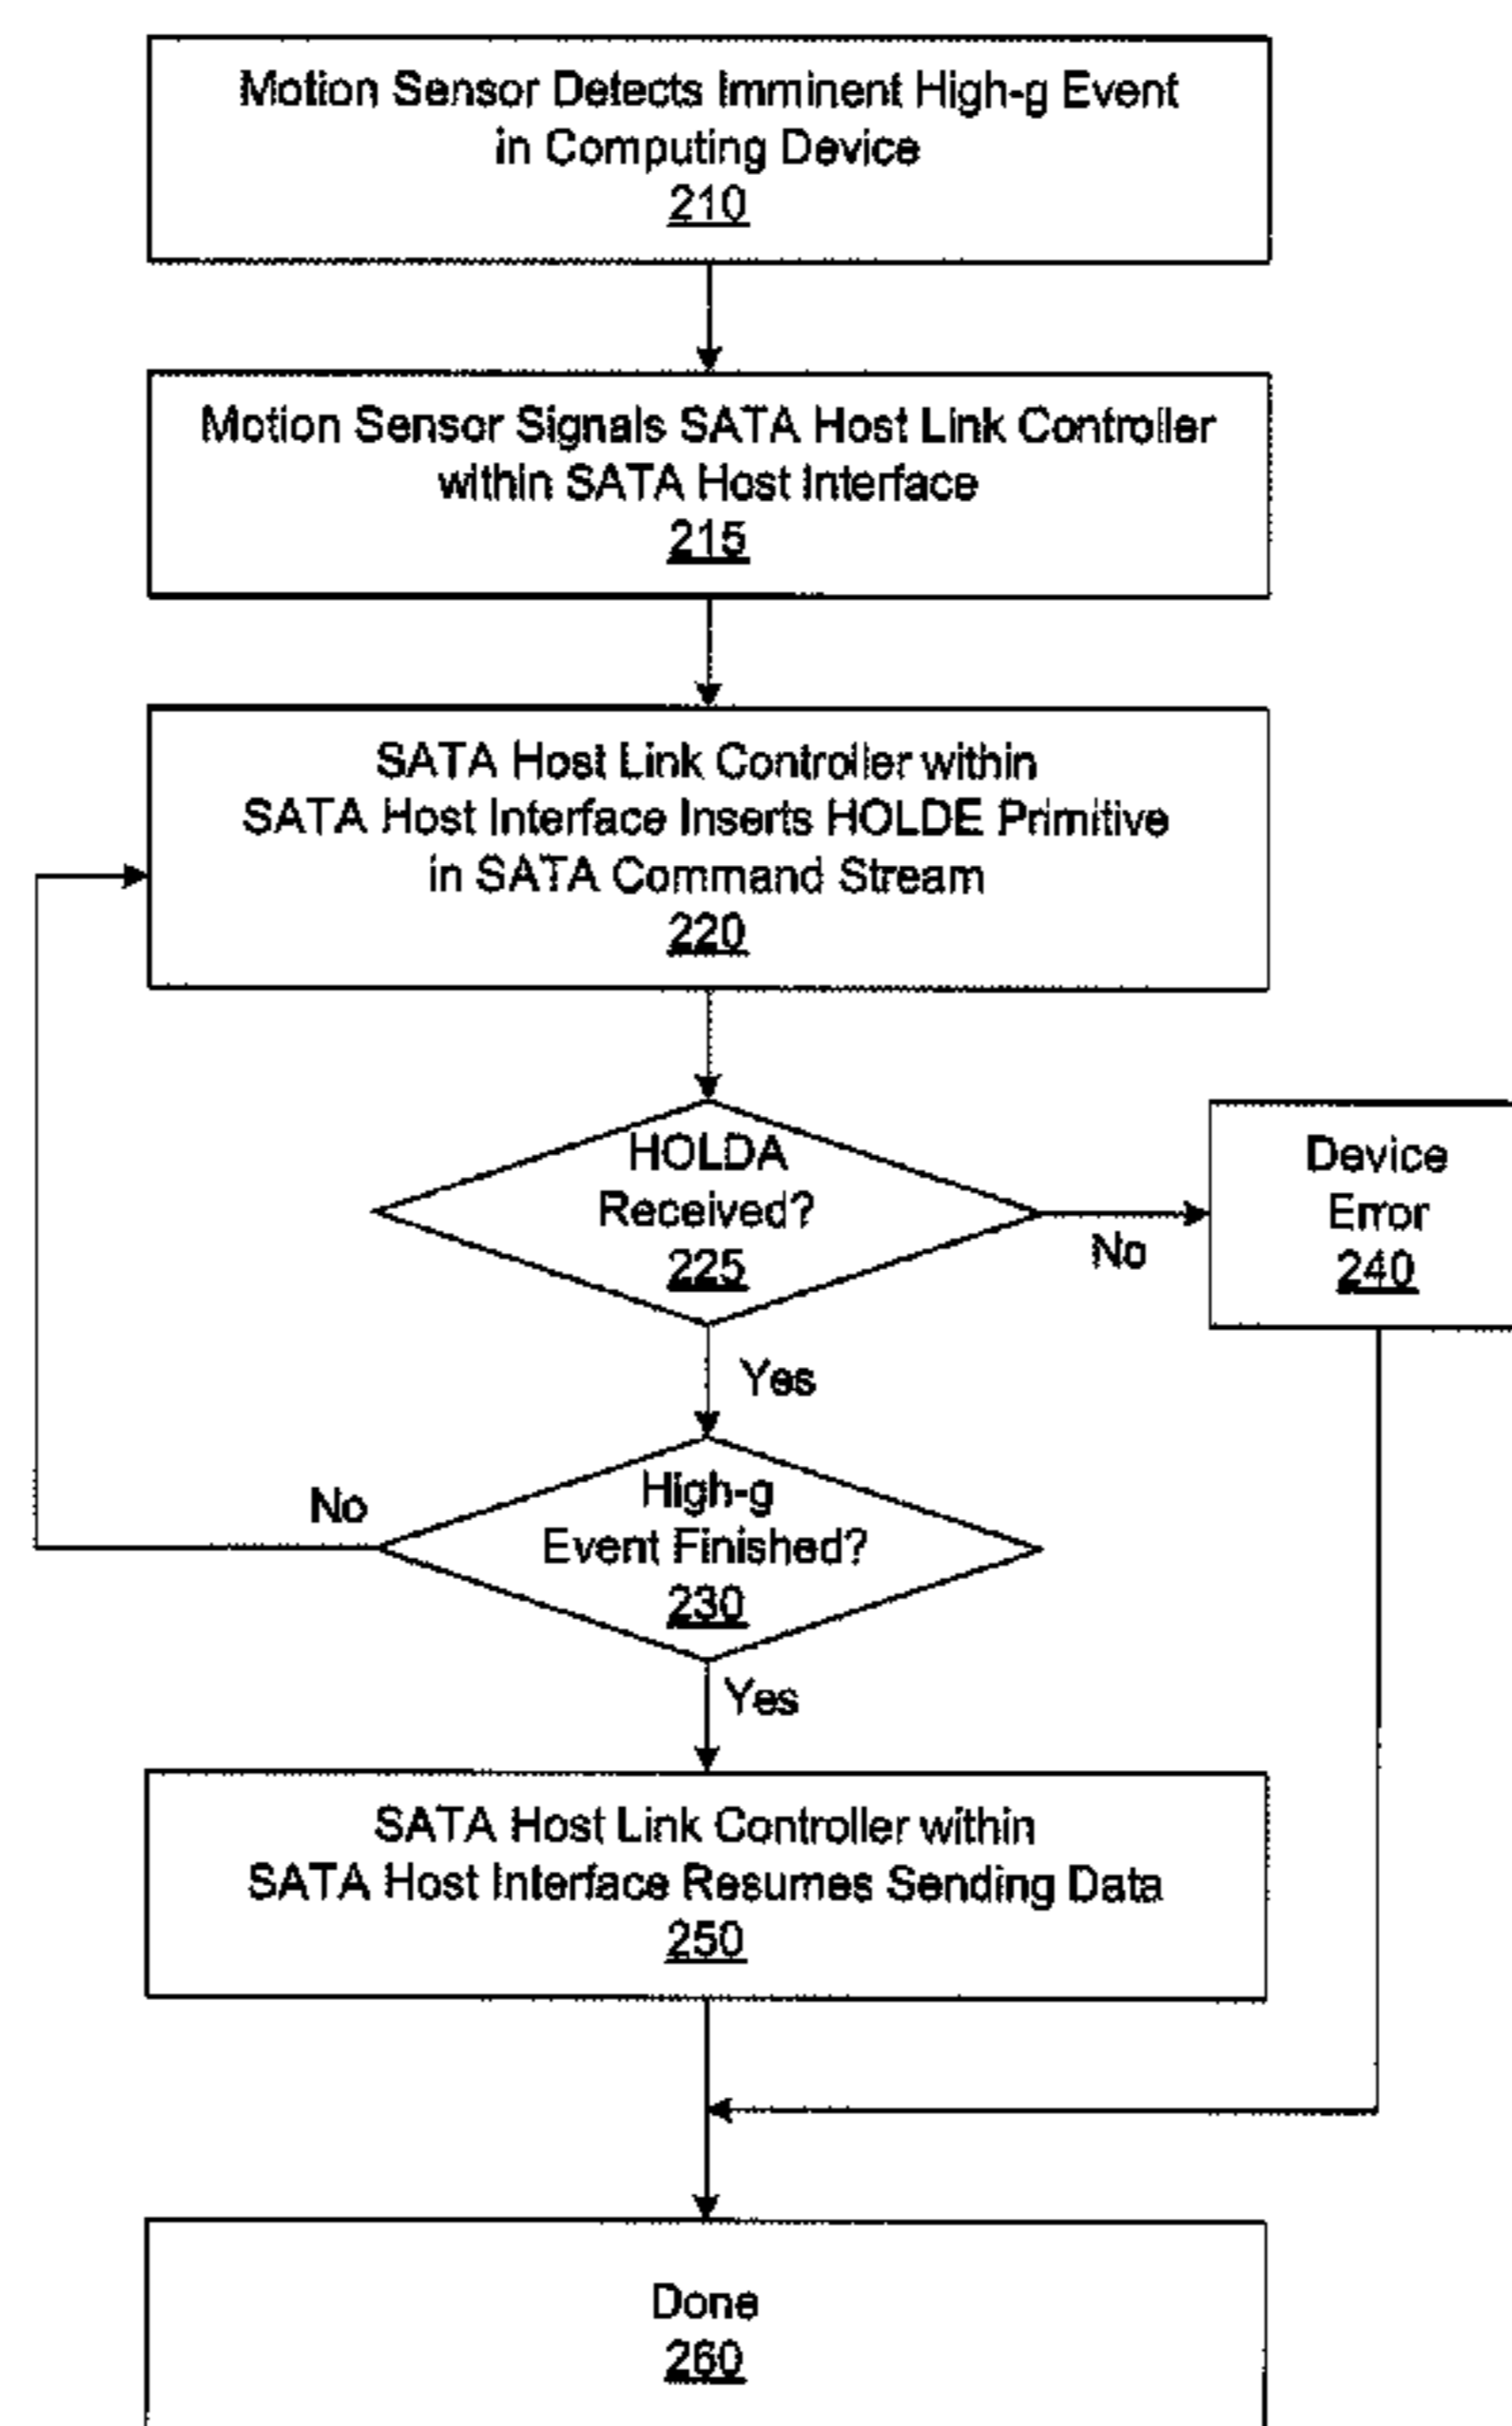 Motion Sensor Detects Imminent High-g Event
in Computing Device
210
Motion Sensor Signals SATA Host Link Controller
within SATA Host Interface
215
SATA Host Link Controller within
SATA Host Interface Inserts HOLDE Primitive
in SATA Command Stream
220
HOLDA
Received?
225
No
Device
Error
240
Yes
High-g
Event Finished?
230
No
Yes
SATA Host Link Controller within
SATA Host Interface Resumes Sending Data
250
Done
260